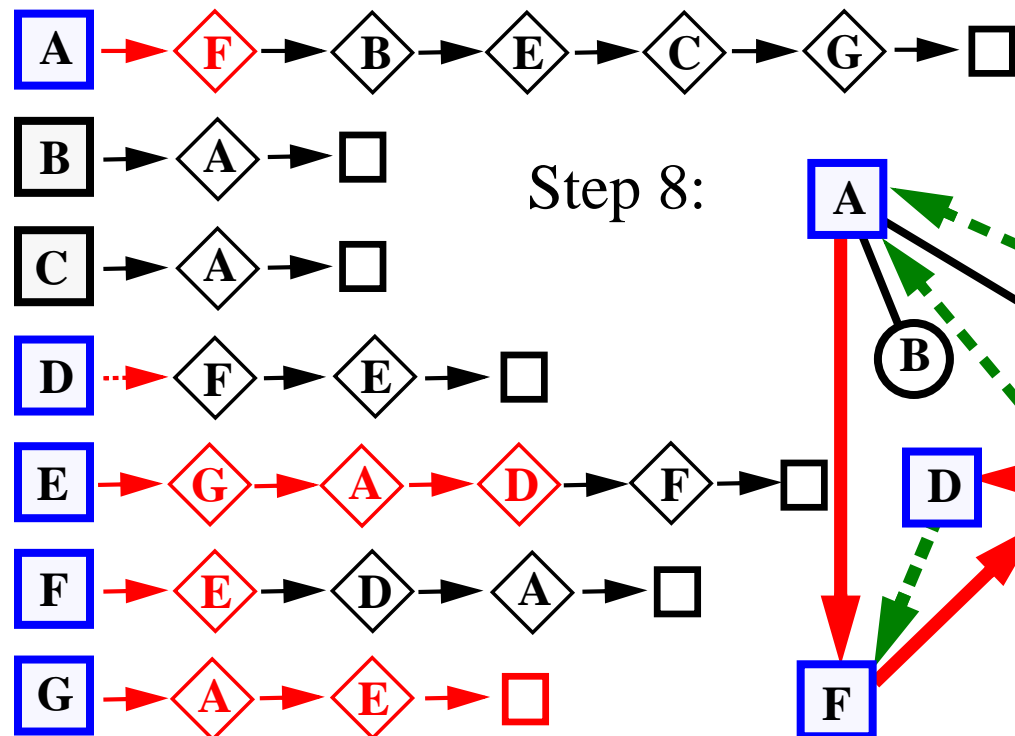 A F B E C G
B A
Step 8:
A
C A
B
D F E
E G A D F
D
F E D A
G A E
F